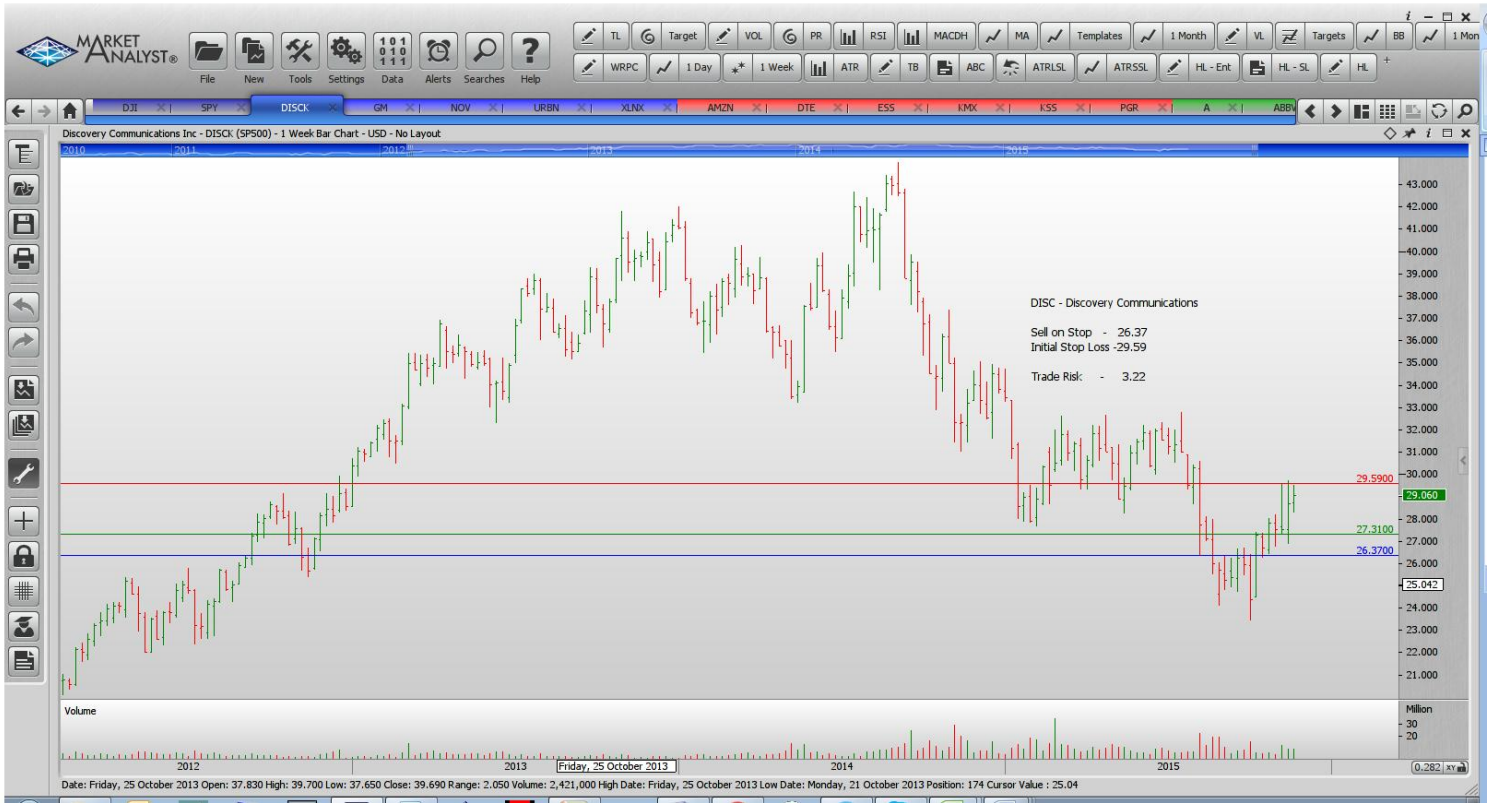 MARKET ANALYST®
File New Tools Settings Data Alerts Searches Help
TL Target VOL PR RSI MACDH MA Templates 1 Month VL Targets BB 1 Mon
WRPC 1 Day 1 Week ATR TB ABC ATRLSL ATRSSL HL - Ent HL - SL HL +
DJI SPY DISCK GM NOV URBN XLNX AMZN DTE ESS KMX KSS PGR A ABBV
Discovery Communications Inc - DISCK (SP500) - 1 Week Bar Chart - USD - No Layout
2010 2011 2012 2013 2014 2015
43.000
42.000
41.000
40.000
39.000
38.000
DISC - Discovery Communications
37.000
Sell on Stop - 26.37
36.000
Initial Stop Loss -29.59
35.000
Trade Risk - 3.22
34.000
33.000
32.000
31.000
30.000
29.5900
29.060
28.000
27.3100
27.000
26.3700
26.000
25.042
24.000
23.000
22.000
21.000
Volume
Million
30
20
2012 2013 Friday, 25 October 2013 2014 2015 0.282 XY
Date: Friday, 25 October 2013 Open: 37.830 High: 39.700 Low: 37.650 Close: 39.690 Range: 2.050 Volume: 2,421,000 High Date: Friday, 25 October 2013 Low Date: Monday, 21 October 2013 Position: 174 Cursor Value : 25.04